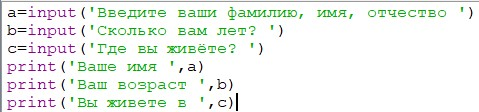 a=input('Введите ваши фамилию, имя, отчество ')
b=input('Сколько вам лет? ')
c=input('Где вы живёте? ')
print('Ваше имя ',a)
print('Ваш возраст ',b)
print('Вы живете в ',c)